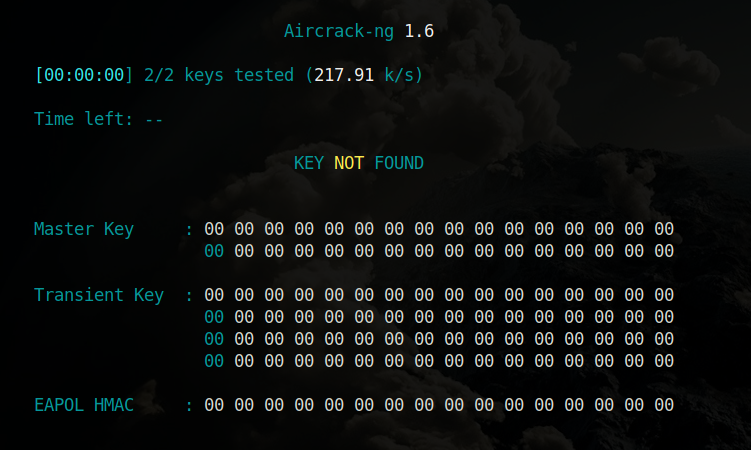 Aircrack-ng 1.6
[00:00:00] 2/2 keys tested (217.91 k/s)
Time left: --
KEY NOT FOUND
Master Key : 00 00 00 00 00 00 00 00 00 00 00 00 00 00 00 00
00 00 00 00 00 00 00 00 00 00 00 00 00 00 00 00
Transient Key : 00 00 00 00 00 00 00 00 00 00 00 00 00 00 00 00
00 00 00 00 00 00 00 00 00 00 00 00 00 00 00 00
00 00 00 00 00 00 00 00 00 00 00 00 00 00 00 00
00 00 00 00 00 00 00 00 00 00 00 00 00 00 00 00
EAPOL HMAC : 00 00 00 00 00 00 00 00 00 00 00 00 00 00 00 00